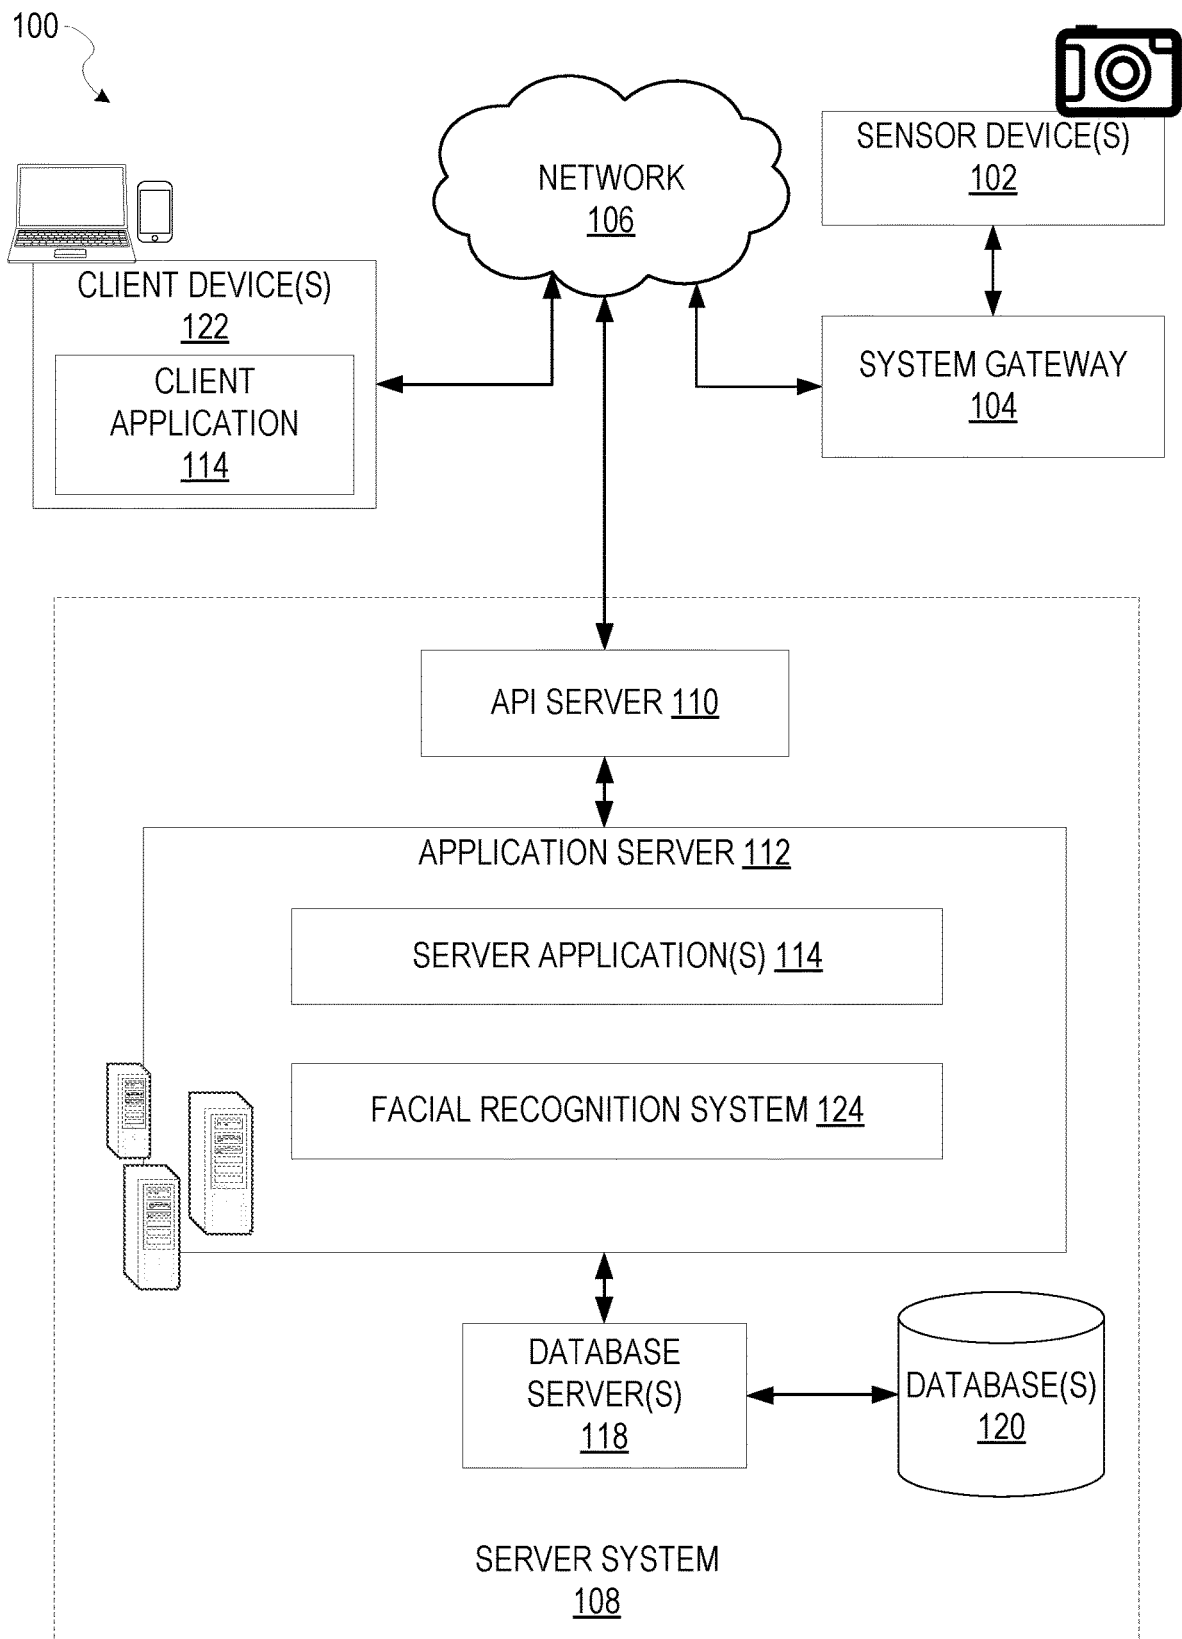 100
SENSOR DEVICE(S)
102
NETWORK
106
CLIENT DEVICE(S)
122
CLIENT
APPLICATION
114
SYSTEM GATEWAY
104
API SERVER 110
APPLICATION SERVER 112
SERVER APPLICATION(S) 114
FACIAL RECOGNITION SYSTEM 124
DATABASE
SERVER(S)
118
DATABASE(S)
120
SERVER SYSTEM
108